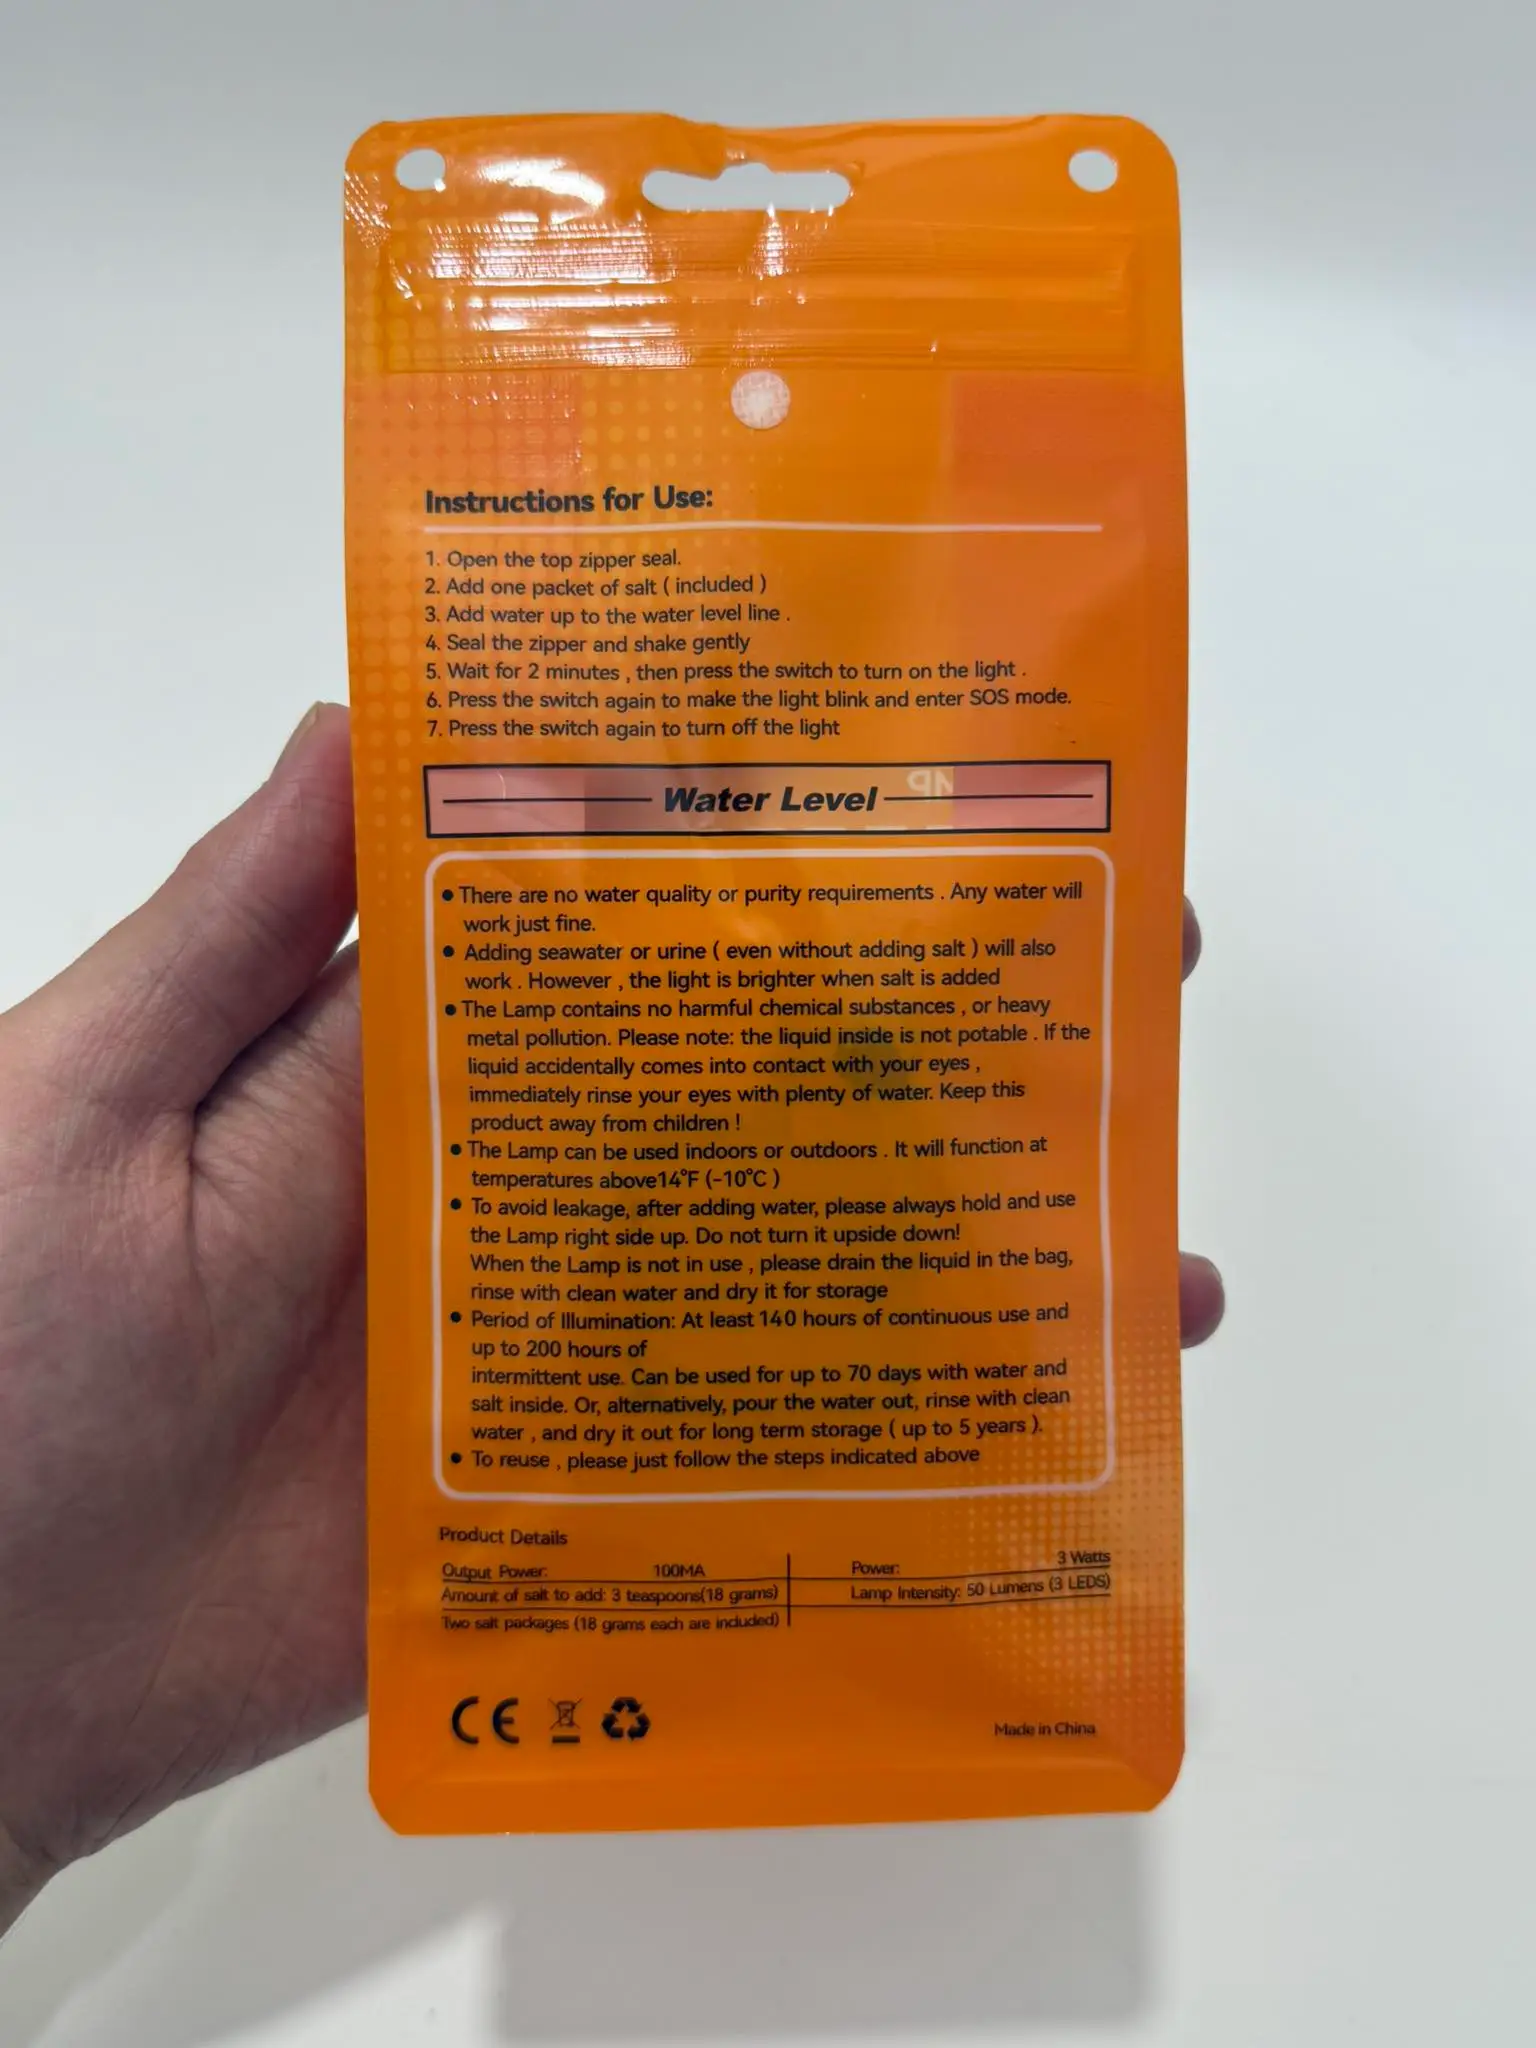 Instructions for Use:
1. Open the top zipper seal.
2. Add one packet of salt ( included )
3. Add water up to the water level line .
4. Seal the zipper and shake gently
5. Wait for 2 minutes , then press the switch to turn on the light .
6. Press the switch again to make the light blink and enter SOS mode.
7. Press the switch again to turn off the light
Water Level
● There are no water quality or purity requirements . Any water will
work just fine.
● Adding seawater or urine ( even without adding salt ) will also
work . However , the light is brighter when salt is added
● The Lamp contains no harmful chemical substances , or heavy
metal pollution. Please note: the liquid inside is not potable . If the
liquid accidentally comes into contact with your eyes ,
immediately rinse your eyes with plenty of water. Keep this
product away from children !
● The Lamp can be used indoors or outdoors . It will function at
temperatures above14°F (-10°C )
● To avoid leakage, after adding water, please always hold and use
the Lamp right side up. Do not turn it upside down!
When the Lamp is not in use , please drain the liquid in the bag,
rinse with clean water and dry it for storage
● Period of Illumination: At least 140 hours of continuous use and
up to 200 hours of
intermittent use. Can be used for up to 70 days with water and
salt inside. Or, alternatively, pour the water out, rinse with clean
water , and dry it out for long term storage ( up to 5 years ).
● To reuse , please just follow the steps indicated above
Product Details
Output Power: 100MA
Power: 3 Watts
Amount of salt to add: 3 teaspoons(18 grams)
Lamp Intensity: 50 Lumens (3 LEDS)
Two salt packages (18 grams each are included)
CE
Made in China